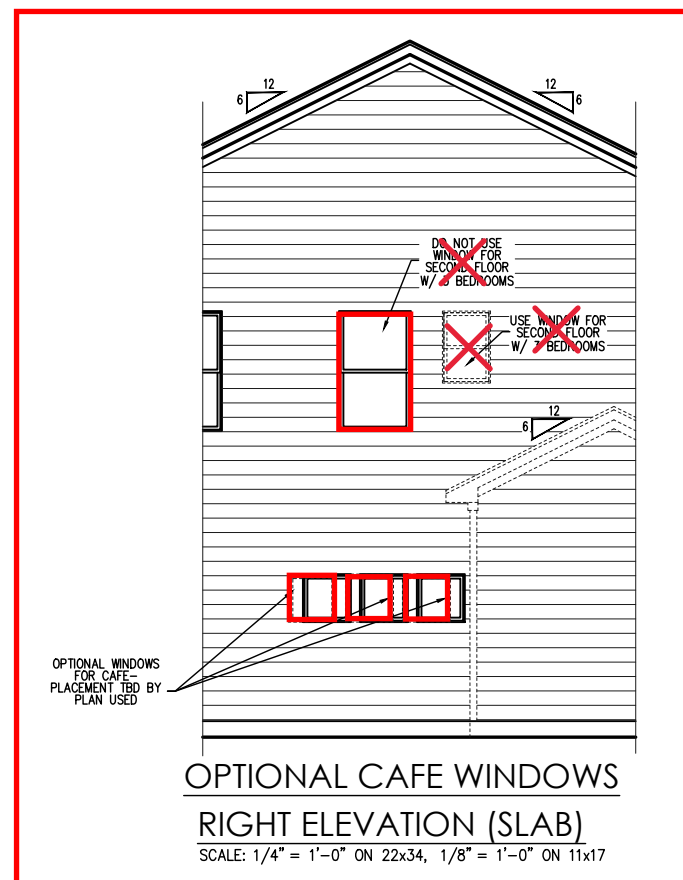 12
6
12
6
DO NOT USE
WINDOW FOR
SECOND FLOOR
W/ BEDROOMS
USE WINDOW FOR
SECOND FLOOR
W/ BEDROOMS
12
6
OPTIONAL WINDOWS
FOR CAFE-
PLACEMENT TBD BY
PLAN USED
OPTIONAL CAFE WINDOWS
RIGHT ELEVATION (SLAB)
SCALE: 1/4" = 1'-0" ON 22x34, 1/8" = 1'-0" ON 11x17